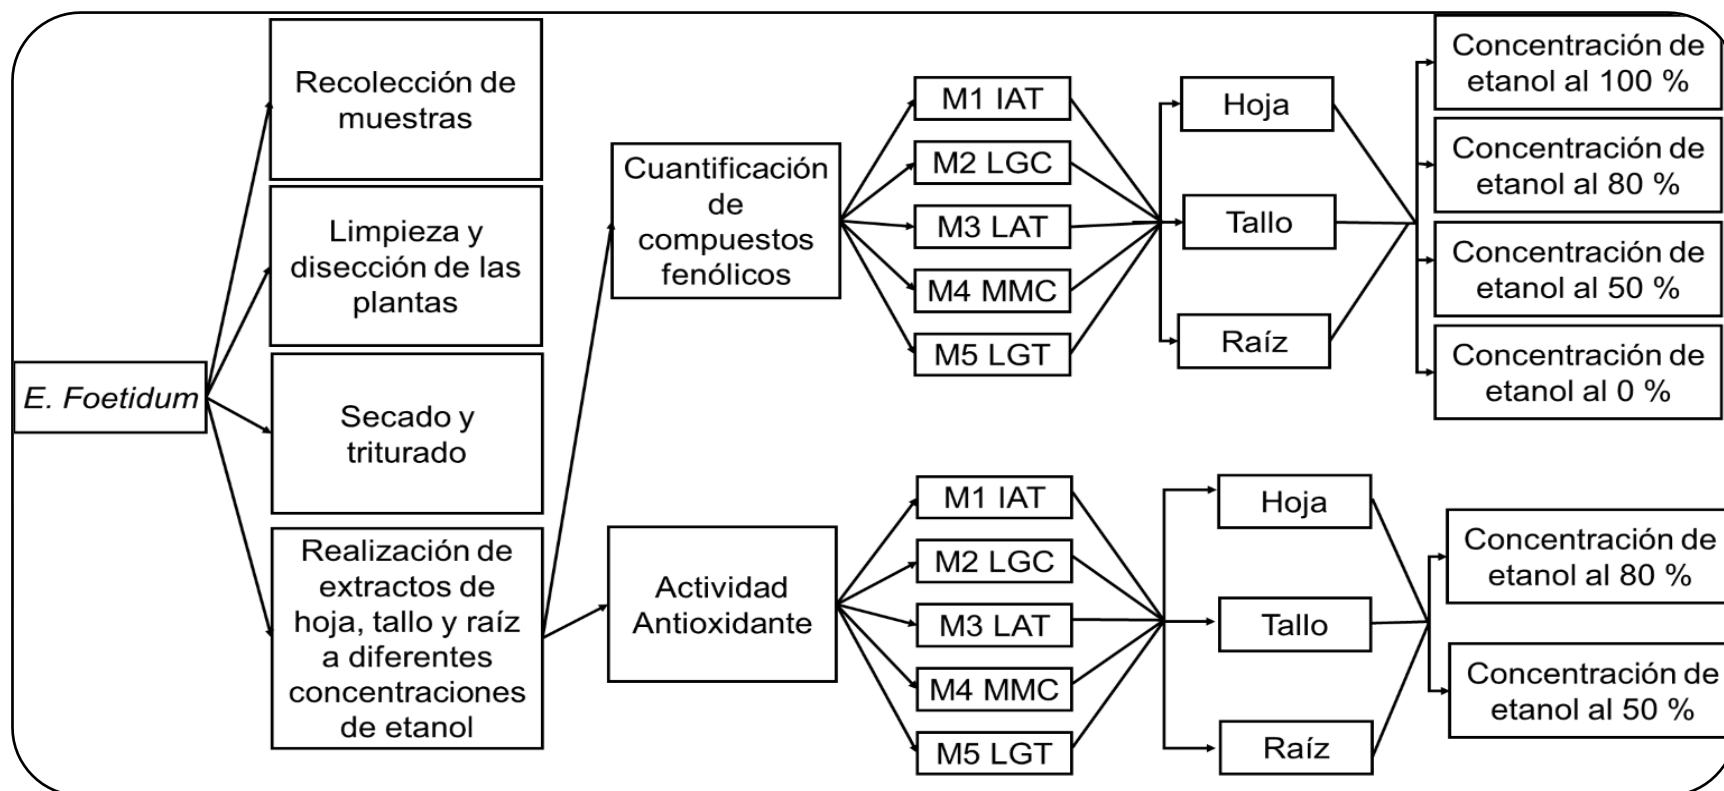 E. Foetidum
Recolección de
muestras
Limpieza y
disección de las
plantas
Secado y
triturado
Realización de
extractos de
hoja, tallo y raíz
a diferentes
concentraciones
de etanol
Cuantificación
de
compuestos
fenólicos
M1 IAT
M2 LGC
M3 LAT
M4 MMC
M5 LGT
Hoja
Tallo
Raíz
Concentración de
etanol al 100 %
Concentración de
etanol al 80 %
Concentración de
etanol al 50 %
Concentración de
etanol al 0 %
Actividad
Antioxidante
M1 IAT
M2 LGC
M3 LAT
M4 MMC
M5 LGT
Hoja
Tallo
Raíz
Concentración de
etanol al 80 %
Concentración de
etanol al 50 %